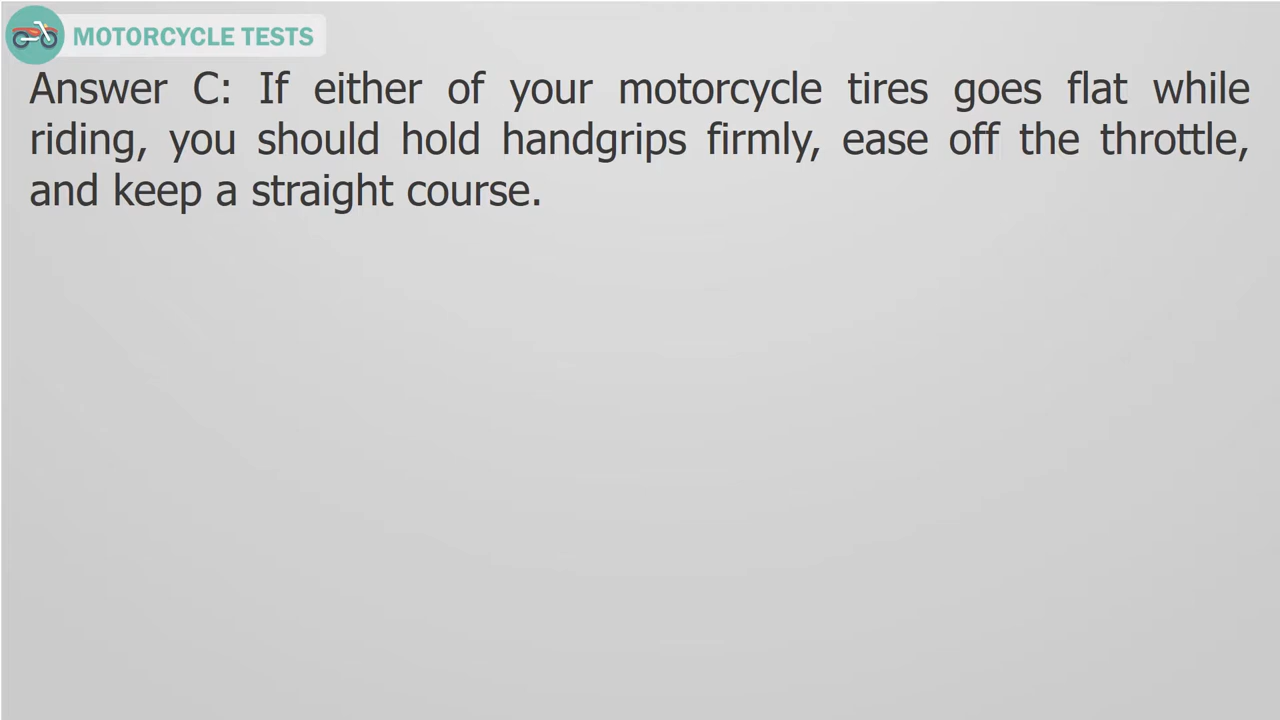 MOTORCYCLE TESTS
Answer C: If either of your motorcycle tires goes flat while
riding, you should hold handgrips firmly, ease off the throttle,
and keep a straight course.